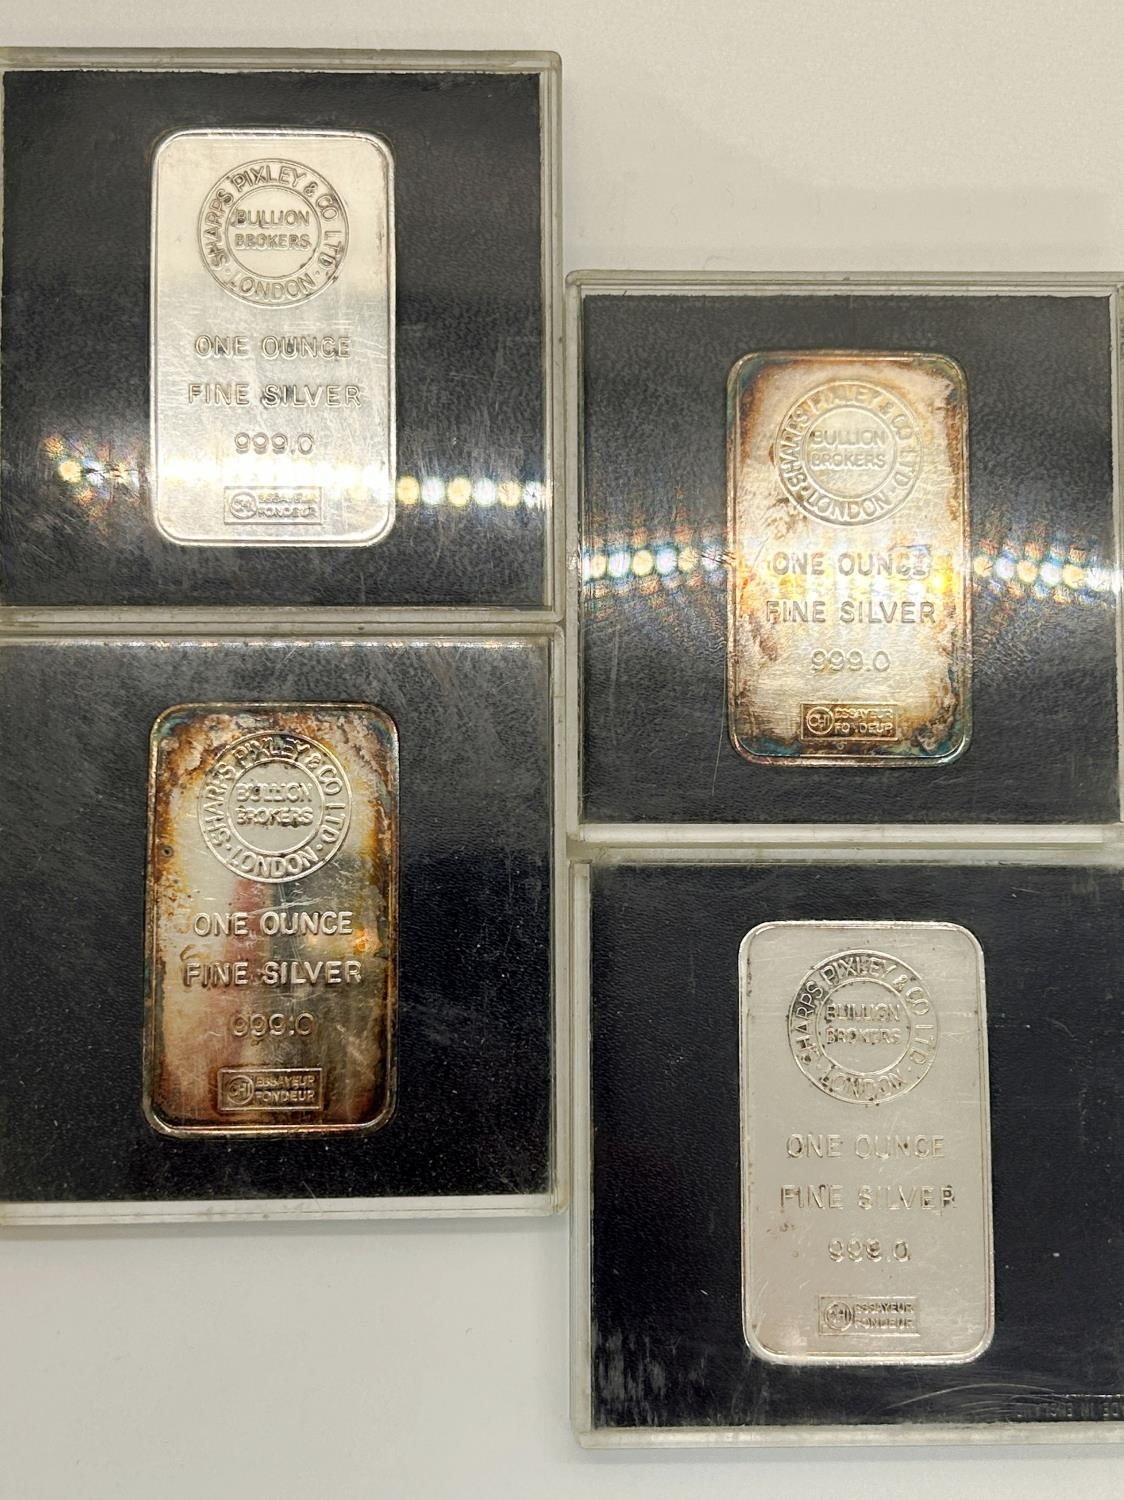 SHARPS PIXLEY & CO LTD · LONDON ·
BULLION
BROKERS
ONE OUNCE
FINE SILVER
999.0
ESSAYEUR
FONDEUR
SHARPS PIXLEY & CO LTD · LONDON ·
BULLION
BROKERS
ONE OUNCE
FINE SILVER
999.0
ESSAYEUR
FONDEUR
SHARPS PIXLEY & CO LTD · LONDON ·
BULLION
BROKERS
ONE OUNCE
FINE SILVER
999.0
ESSAYEUR
FONDEUR
SHARPS PIXLEY & CO LTD · LONDON ·
BULLION
BROKERS
ONE OUNCE
FINE SILVER
999.0
ESSAYEUR
FONDEUR